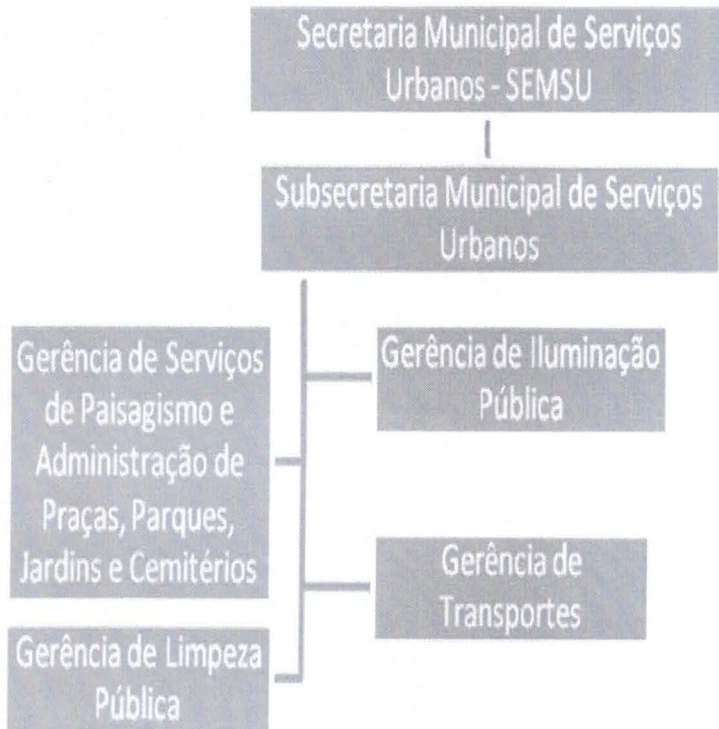 Secretaria Municipal de Serviços
Urbanos - SEMSU
Subsecretaria Municipal de Serviços
Urbanos
Gerência de Serviços
de Paisagismo e
Administração de
Praças, Parques,
Jardins e Cemitérios
Gerência de Iluminação
Pública
Gerência de
Transportes
Gerência de Limpeza
Pública